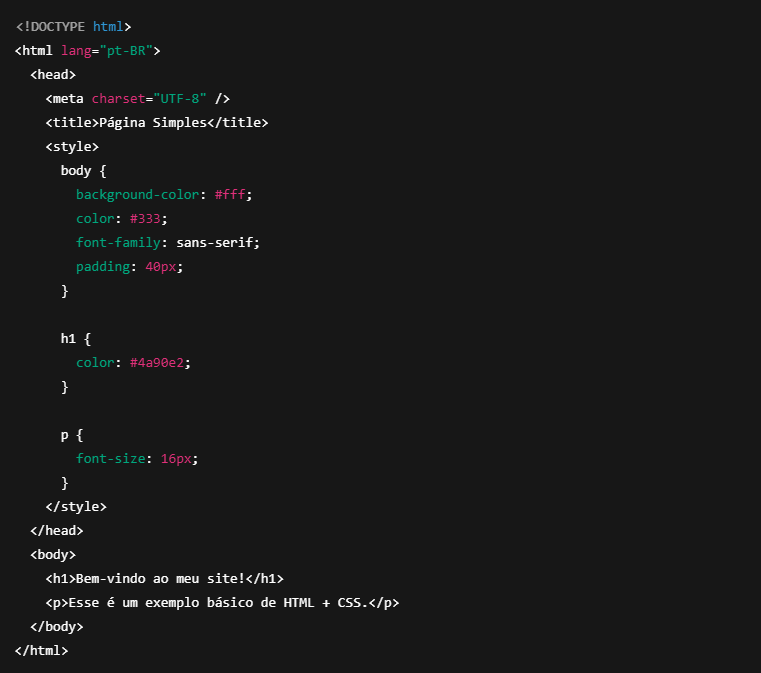 <!DOCTYPE html>
<html lang="pt-BR">
  <head>
    <meta charset="UTF-8" />
    <title>Página Simples</title>
    <style>
      body {
        background-color: #fff;
        color: #333;
        font-family: sans-serif;
        padding: 40px;
      }

      h1 {
        color: #4a90e2;
      }

      p {
        font-size: 16px;
      }
    </style>
  </head>
  <body>
    <h1>Bem-vindo ao meu site!</h1>
    <p>Esse é um exemplo básico de HTML + CSS.</p>
  </body>
</html>